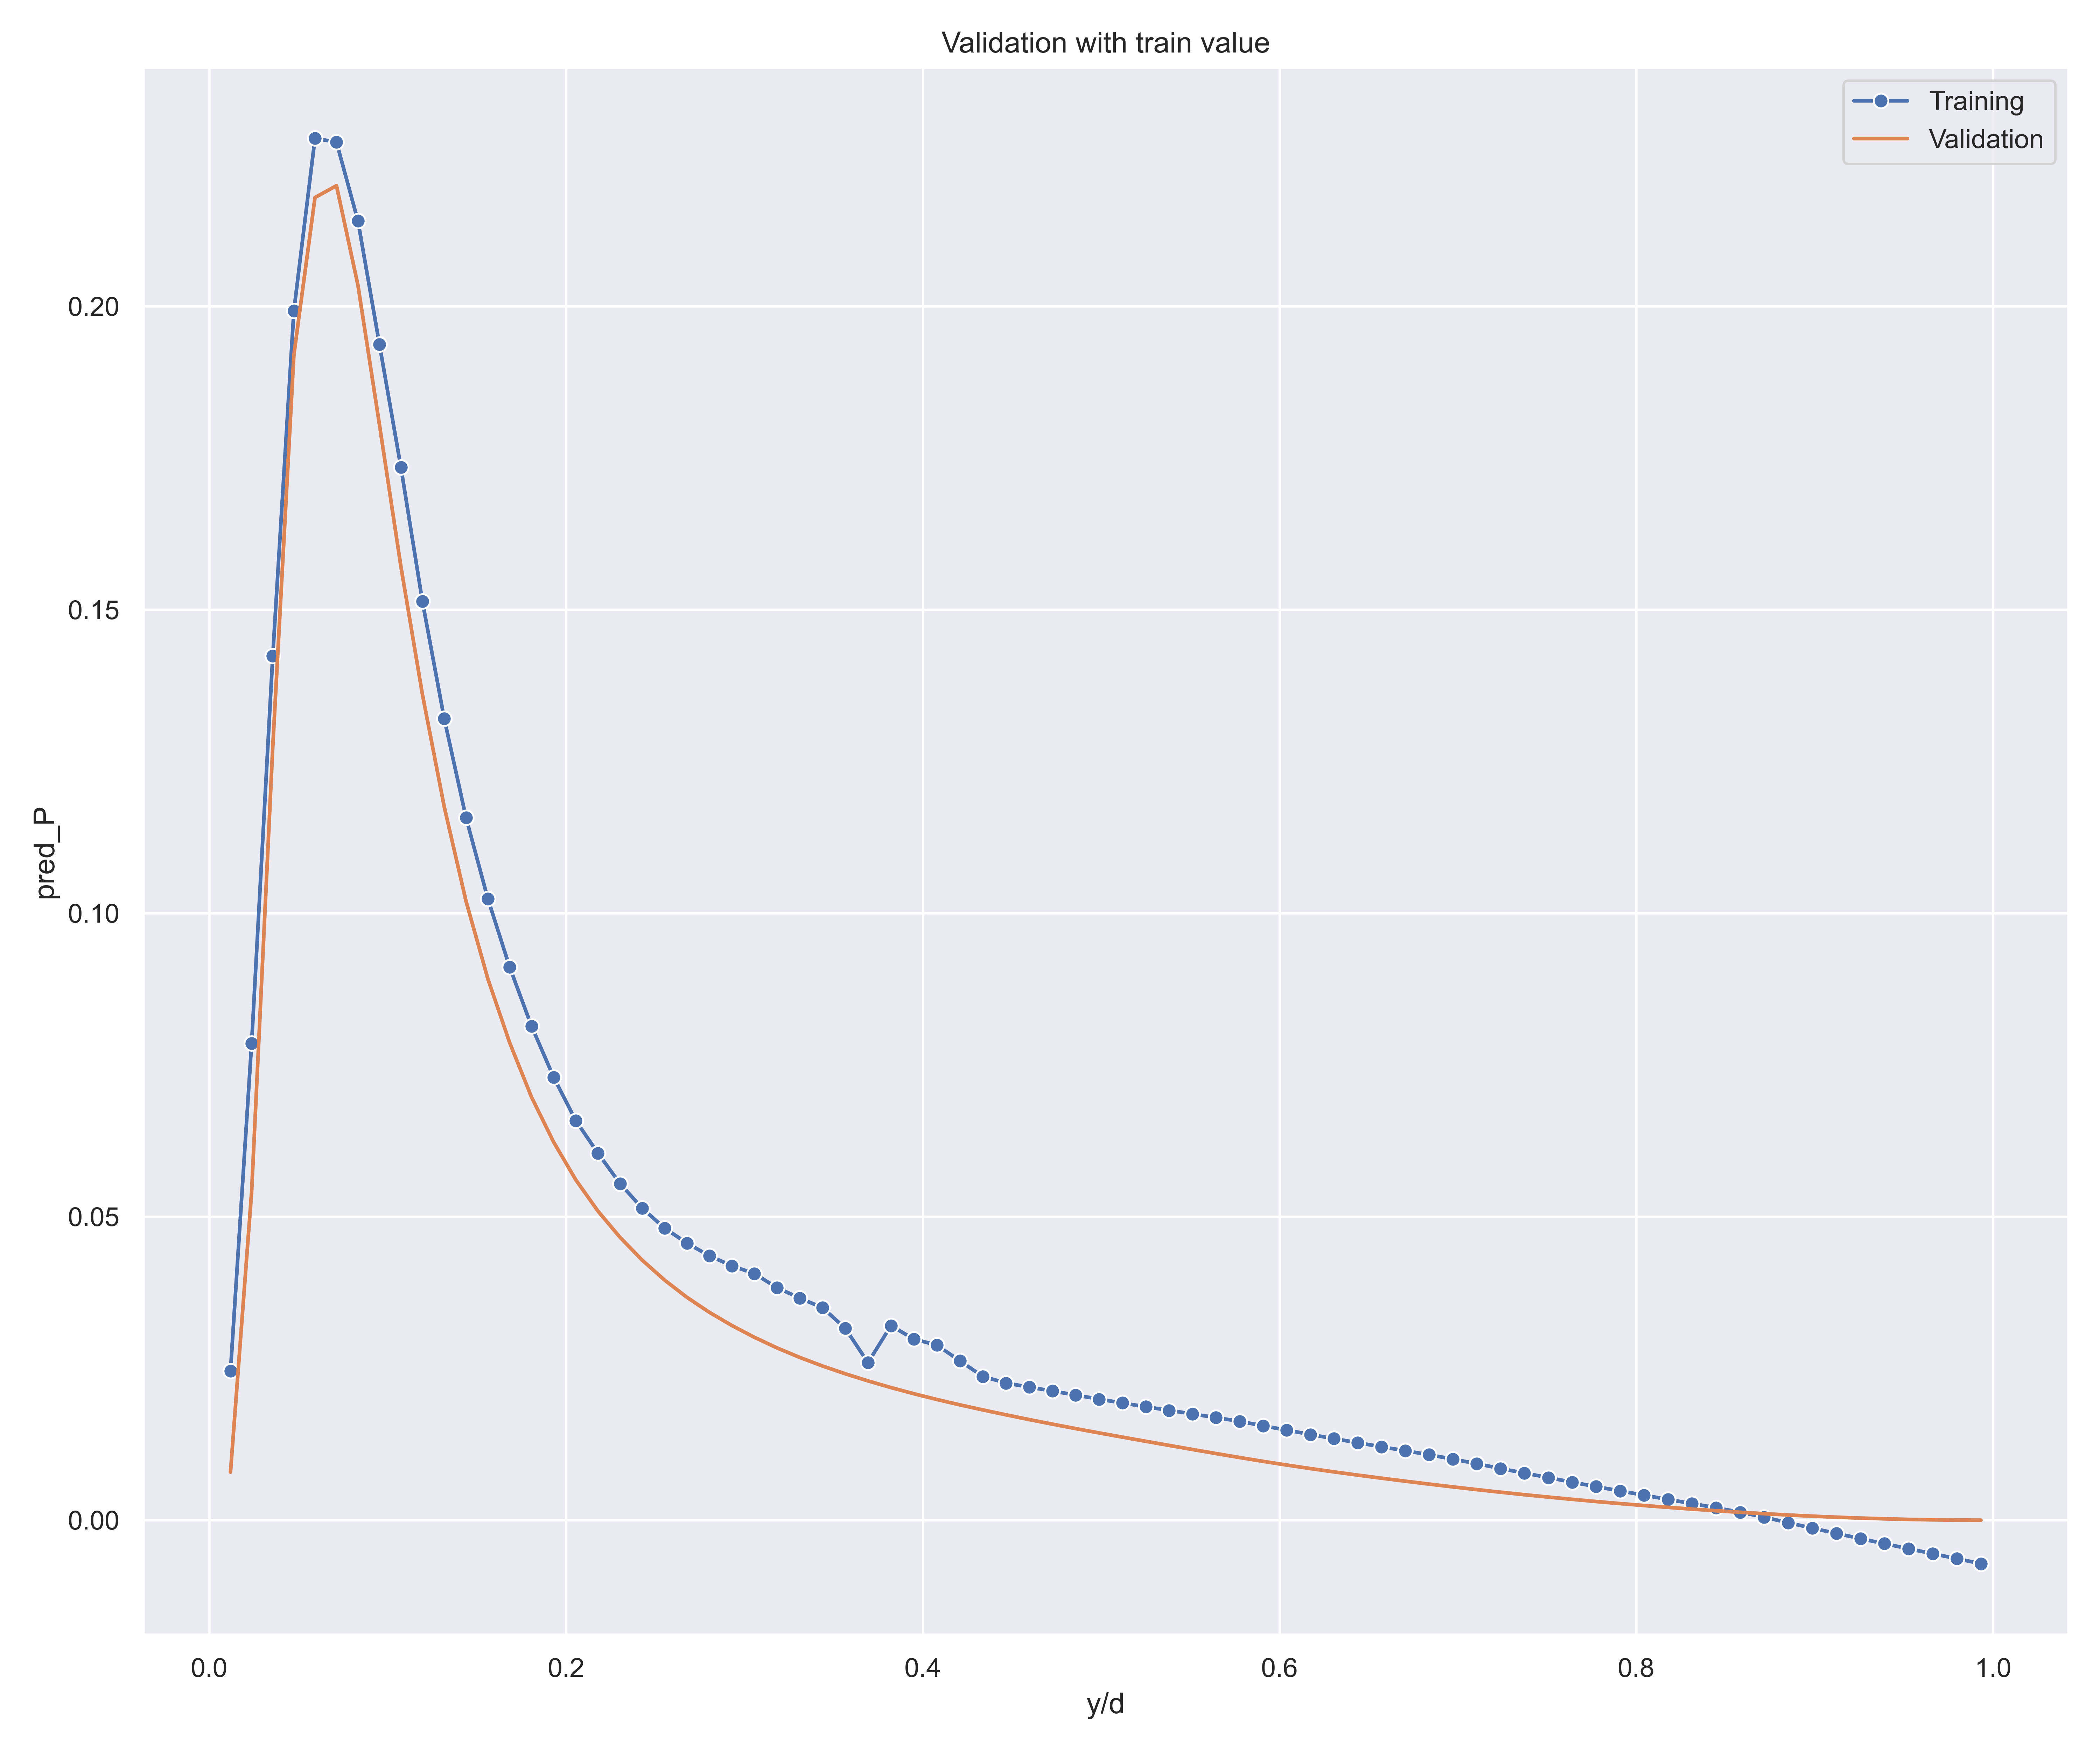 Validation with train value
Training
Validation
pred_P
0.20
0.15
0.10
0.05
0.00
0.0 0.2 0.4 0.6 0.8 1.0
y/d